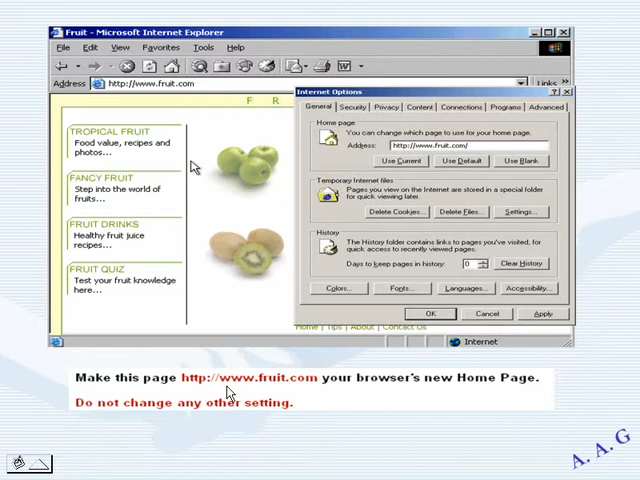 Fruit - Microsoft Internet Explorer
File Edit View Favorites Tools Help
Address http://www.fruit.com Links
F R
TROPICAL FRUIT
Food value, recipes and
photos...
FANCY FRUIT
Step into the world of
fruits...
FRUIT DRINKS
Healthy fruit juice
recipes...
FRUIT QUIZ
Test your fruit knowledge
here...
Home | Tips | About | Contact Us
Internet
Internet Options
General Security Privacy Content Connections Programs Advanced
Home page
You can change which page to use for your home page.
Address: http://www.fruit.com/
Use Current Use Default Use Blank
Temporary Internet files
Pages you view on the Internet are stored in a special folder
for quick viewing later.
Delete Cookies... Delete Files... Settings...
History
The History folder contains links to pages you've visited, for
quick access to recently viewed pages.
Days to keep pages in history: 0 Clear History
Colors... Fonts... Languages... Accessibility...
OK Cancel Apply
Make this page http://www.fruit.com your browser's new Home Page.
Do not change any other setting.
A. A. G